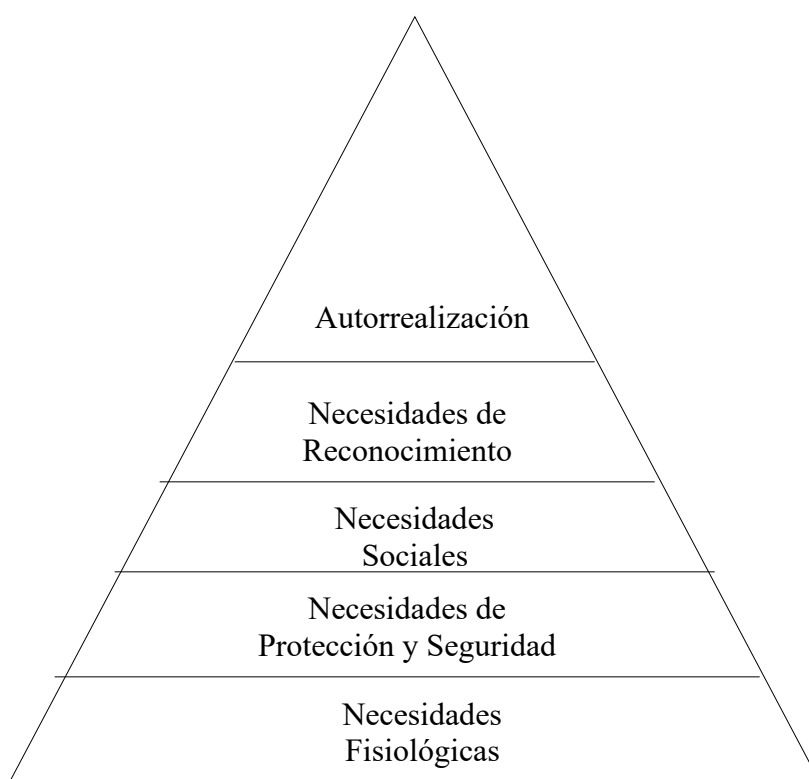 Autorrealización
Necesidades de
Reconocimiento
Necesidades
Sociales
Necesidades de
Protección y Seguridad
Necesidades
Fisiológicas